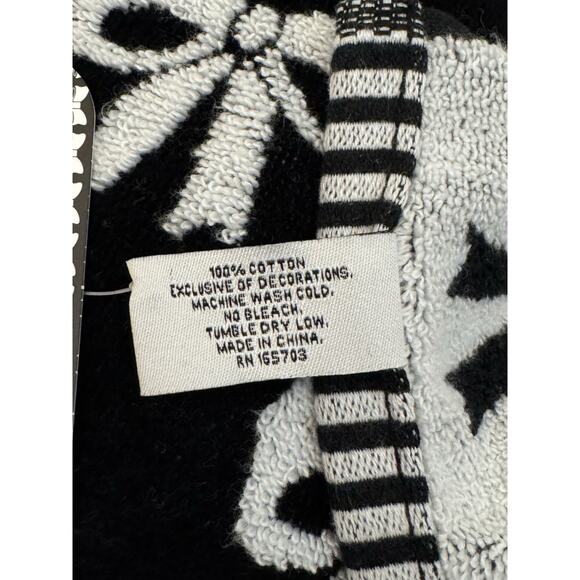 100% COTTON
EXCLUSIVE OF DECORATIONS.
MACHINE WASH COLD.
NO BLEACH.
TUMBLE DRY LOW.
MADE IN CHINA.
RN 165703